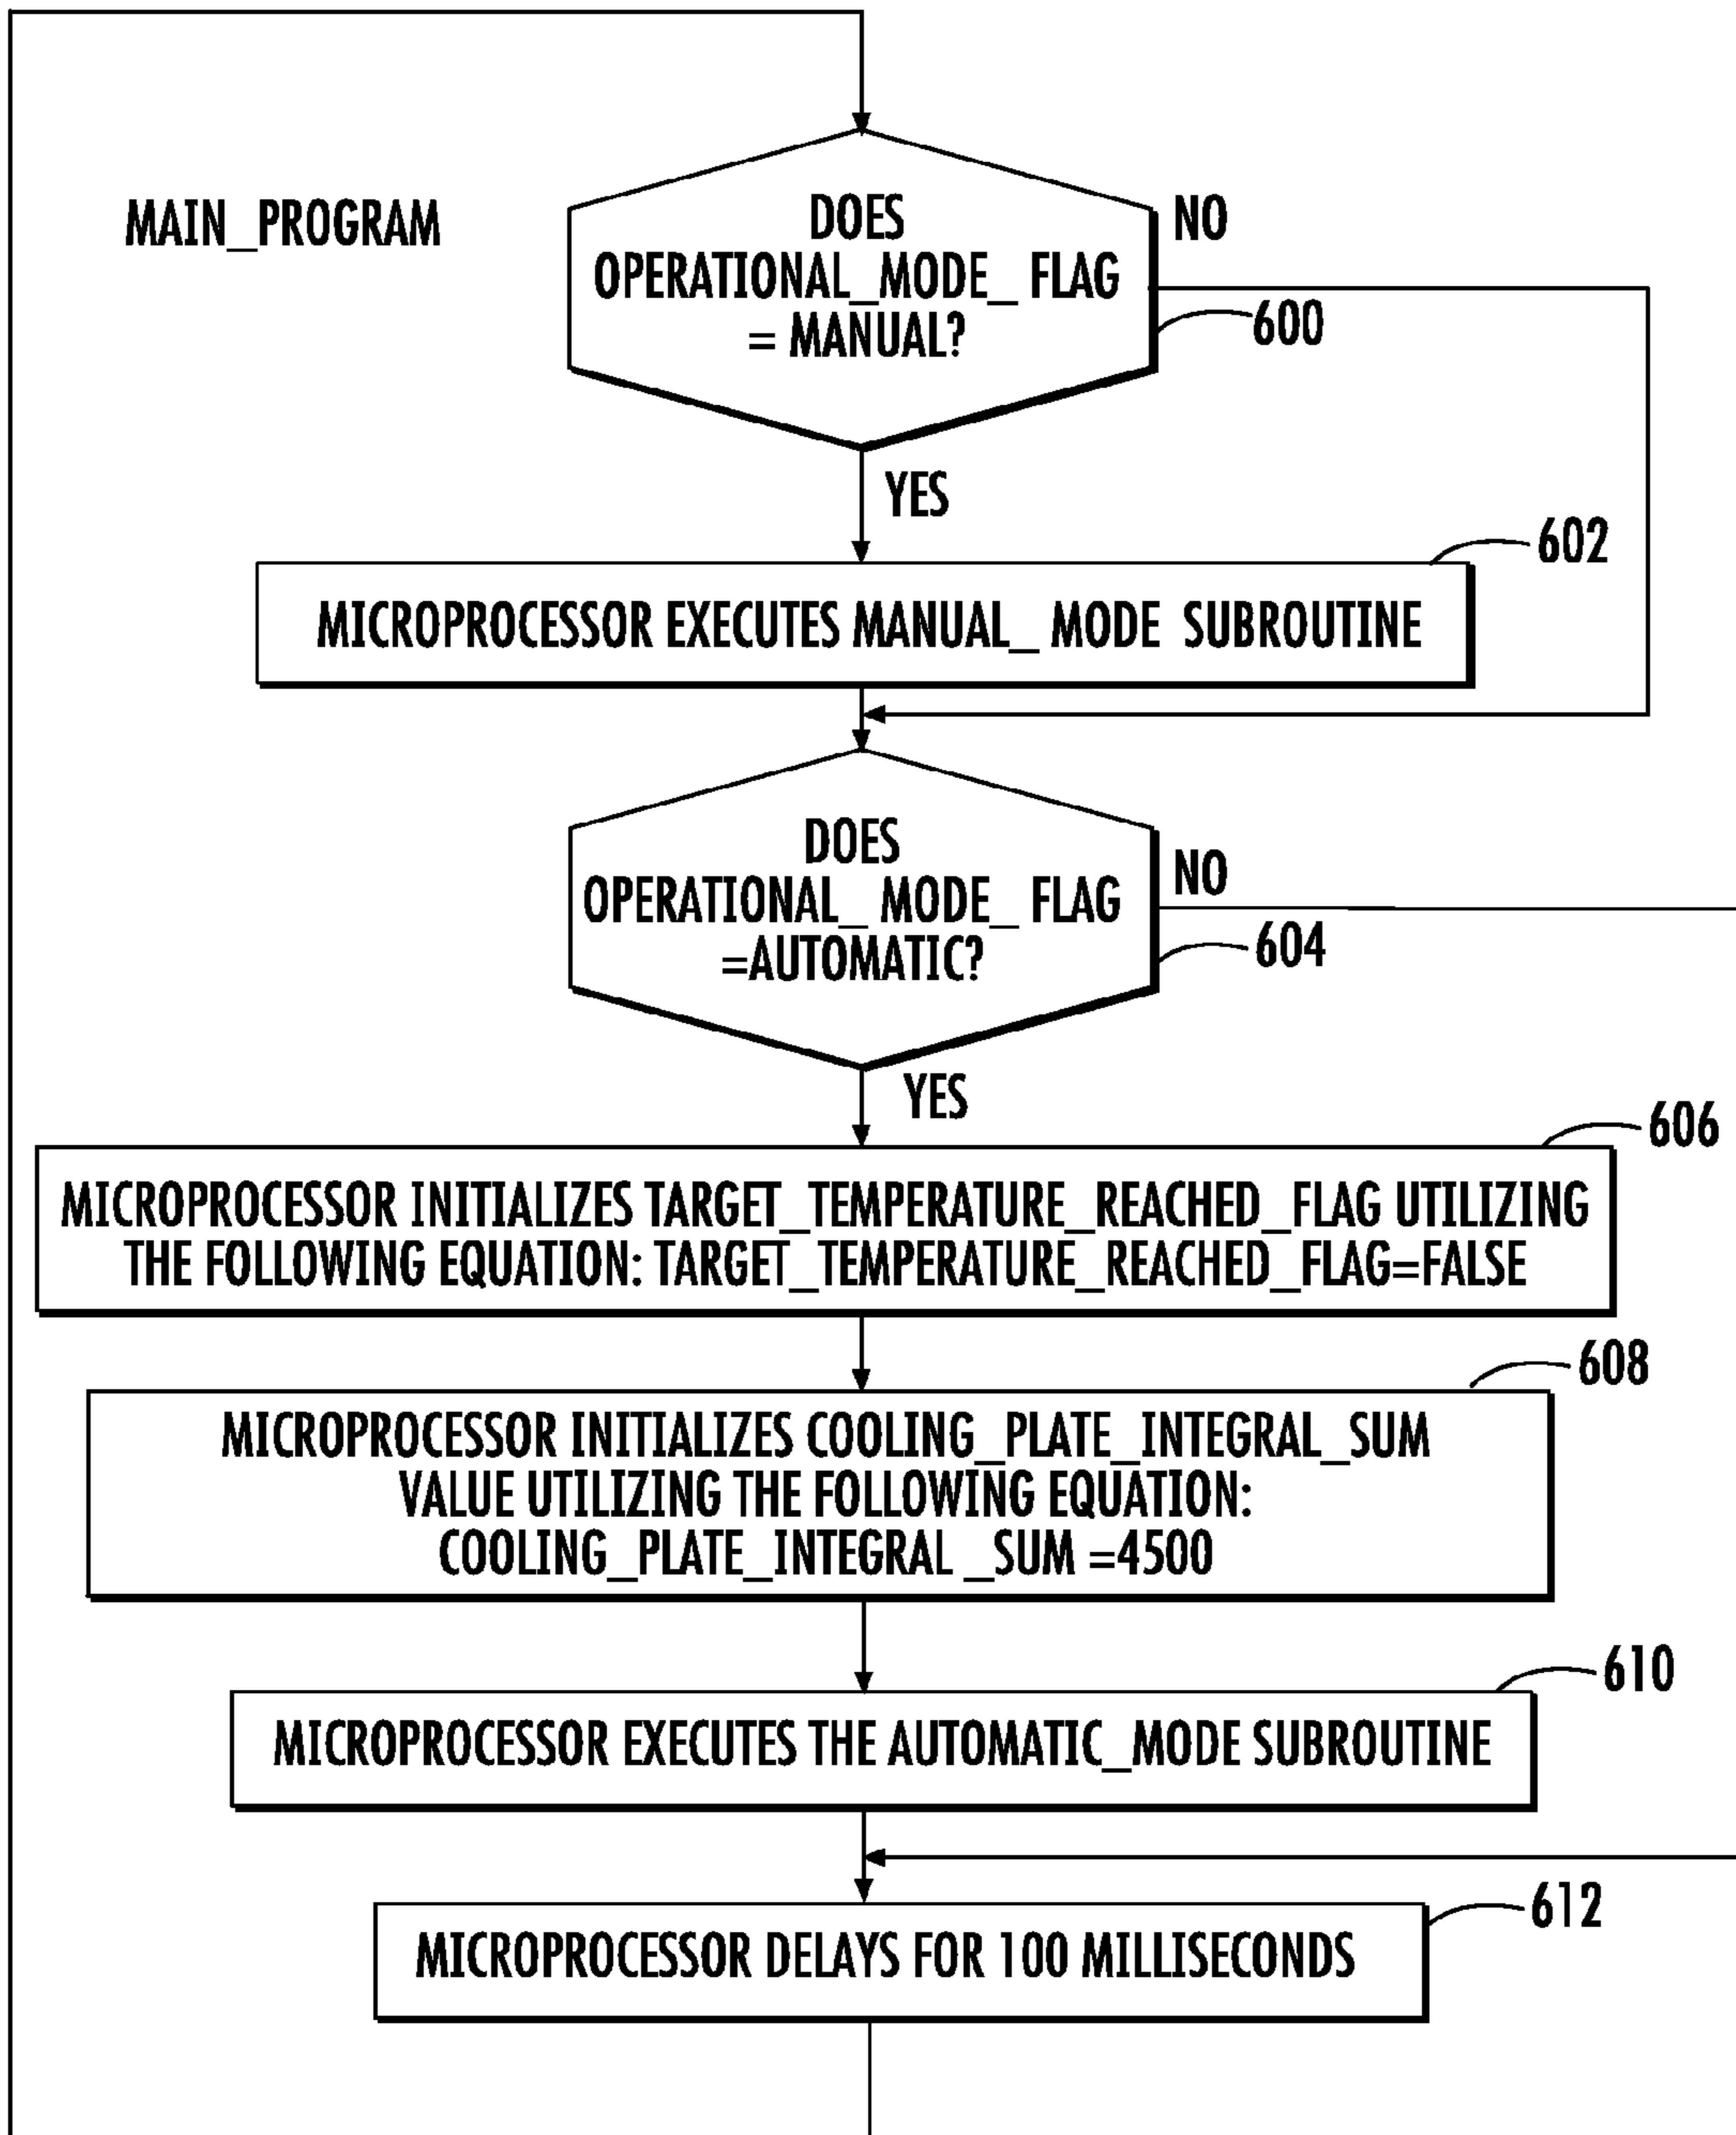 MAIN_PROGRAM
DOES
OPERATIONAL_MODE_ FLAG
= MANUAL?
NO
600
YES
602
MICROPROCESSOR EXECUTES MANUAL_ MODE SUBROUTINE
DOES
OPERATIONAL_ MODE_ FLAG
=AUTOMATIC?
NO
604
YES
606
MICROPROCESSOR INITIALIZES TARGET_TEMPERATURE_REACHED_FLAG UTILIZING
THE FOLLOWING EQUATION: TARGET_TEMPERATURE_REACHED_FLAG=FALSE
608
MICROPROCESSOR INITIALIZES COOLING_PLATE_INTEGRAL_SUM
VALUE UTILIZING THE FOLLOWING EQUATION:
COOLING_PLATE_INTEGRAL _SUM =4500
610
MICROPROCESSOR EXECUTES THE AUTOMATIC_MODE SUBROUTINE
612
MICROPROCESSOR DELAYS FOR 100 MILLISECONDS